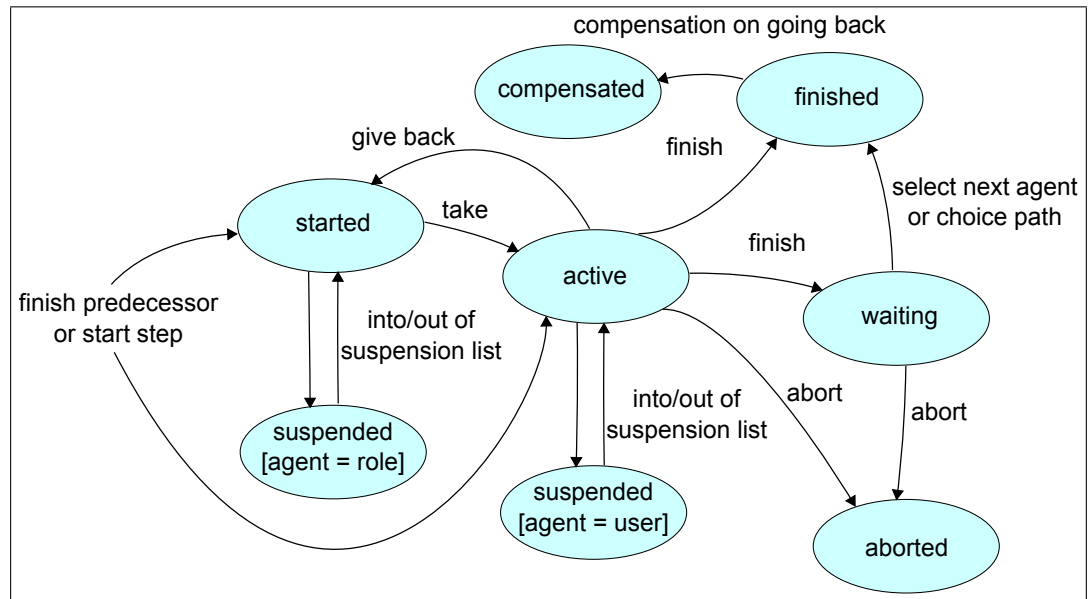 compensation on going back
compensated
finished
give back
finish
select next agent
or choice path
started
take
finish
active
finish predecessor
or start step
waiting
into/out of
suspension list
abort
into/out of
suspension list
abort
suspended
[agent = role]
suspended
[agent = user]
aborted